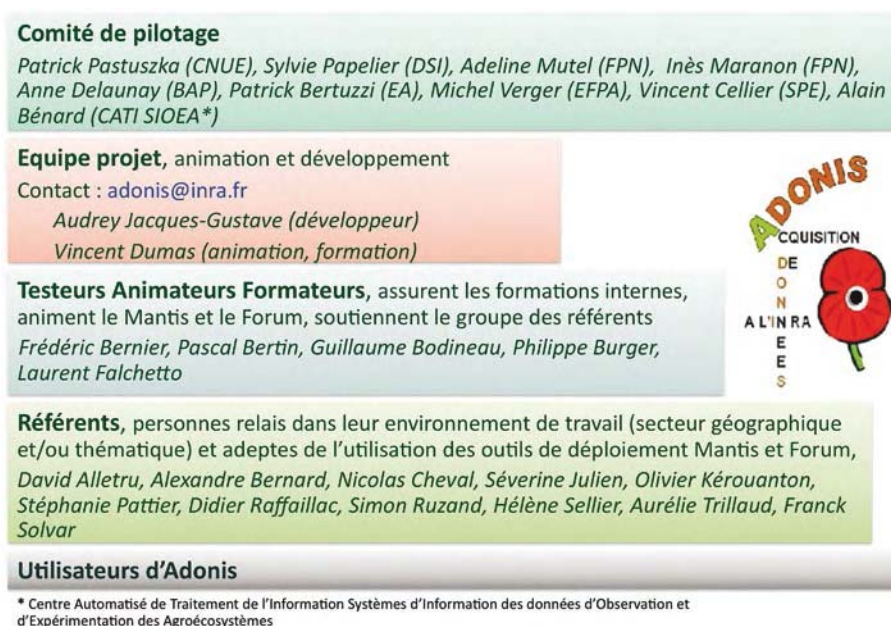 Comité de pilotage
Patrick Pastuszka (CNUE), Sylvie Papelier (DSI), Adeline Mutel (FPN), Inès Maranon (FPN),
Anne Delaunay (BAP), Patrick Bertuzzi (EA), Michel Verger (EFPA), Vincent Cellier (SPE), Alain
Bénard (CATI SIOEA*)
Equipe projet, animation et développement
Contact : adonis@inra.fr
Audrey Jacques-Gustave (développeur)
Vincent Dumas (animation, formation)
ADONIS
ACQUISITION
DE
DONNEES
A L'INRA
Testeurs Animateurs Formateurs, assurent les formations internes,
animent le Mantis et le Forum, soutiennent le groupe des référents
Frédéric Bernier, Pascal Bertin, Guillaume Bodineau, Philippe Burger,
Laurent Falchetto
Référents, personnes relais dans leur environnement de travail (secteur géographique
et/ou thématique) et adeptes de l'utilisation des outils de déploiement Mantis et Forum,
David Alletru, Alexandre Bernard, Nicolas Cheval, Séverine Julien, Olivier Kérouanton,
Stéphanie Pattier, Didier Raffaillac, Simon Ruzand, Hélène Sellier, Aurélie Trillaud, Franck
Solvar
Utilisateurs d'Adonis
* Centre Automatisé de Traitement de l'Information Systèmes d'Information des données d'Observation et
d'Expérimentation des Agroécosystèmes